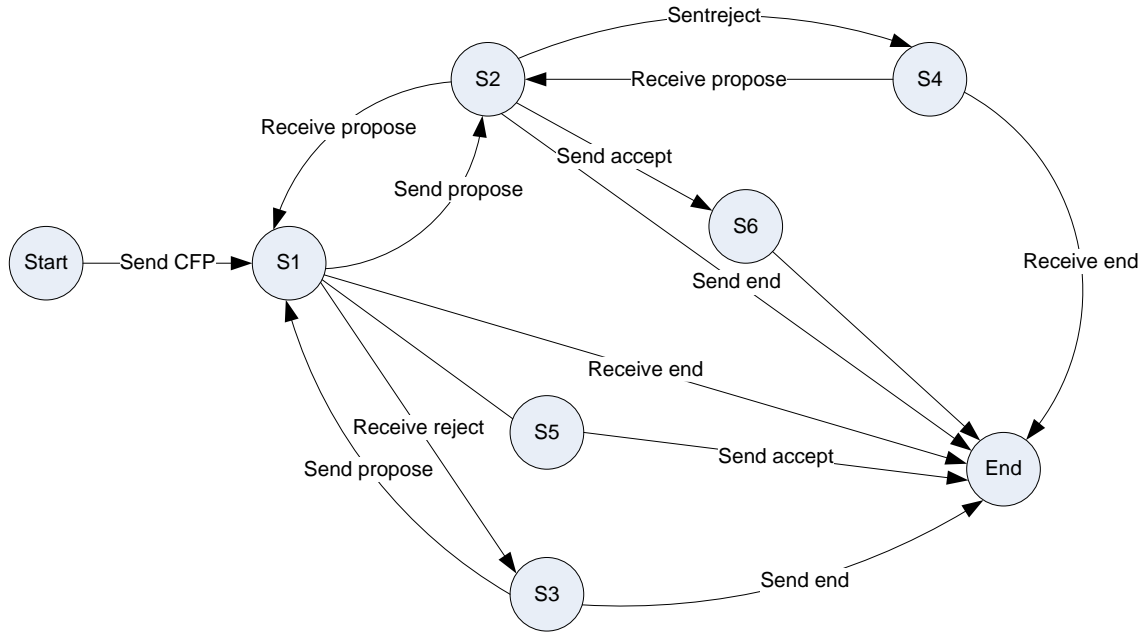 Sentreject
S2
Receive propose
S4
Receive propose
Send accept
Send propose
S6
Start
Send CFP
S1
Receive end
Send end
Receive end
Receive reject
S5
Send accept
Send propose
End
Send end
S3